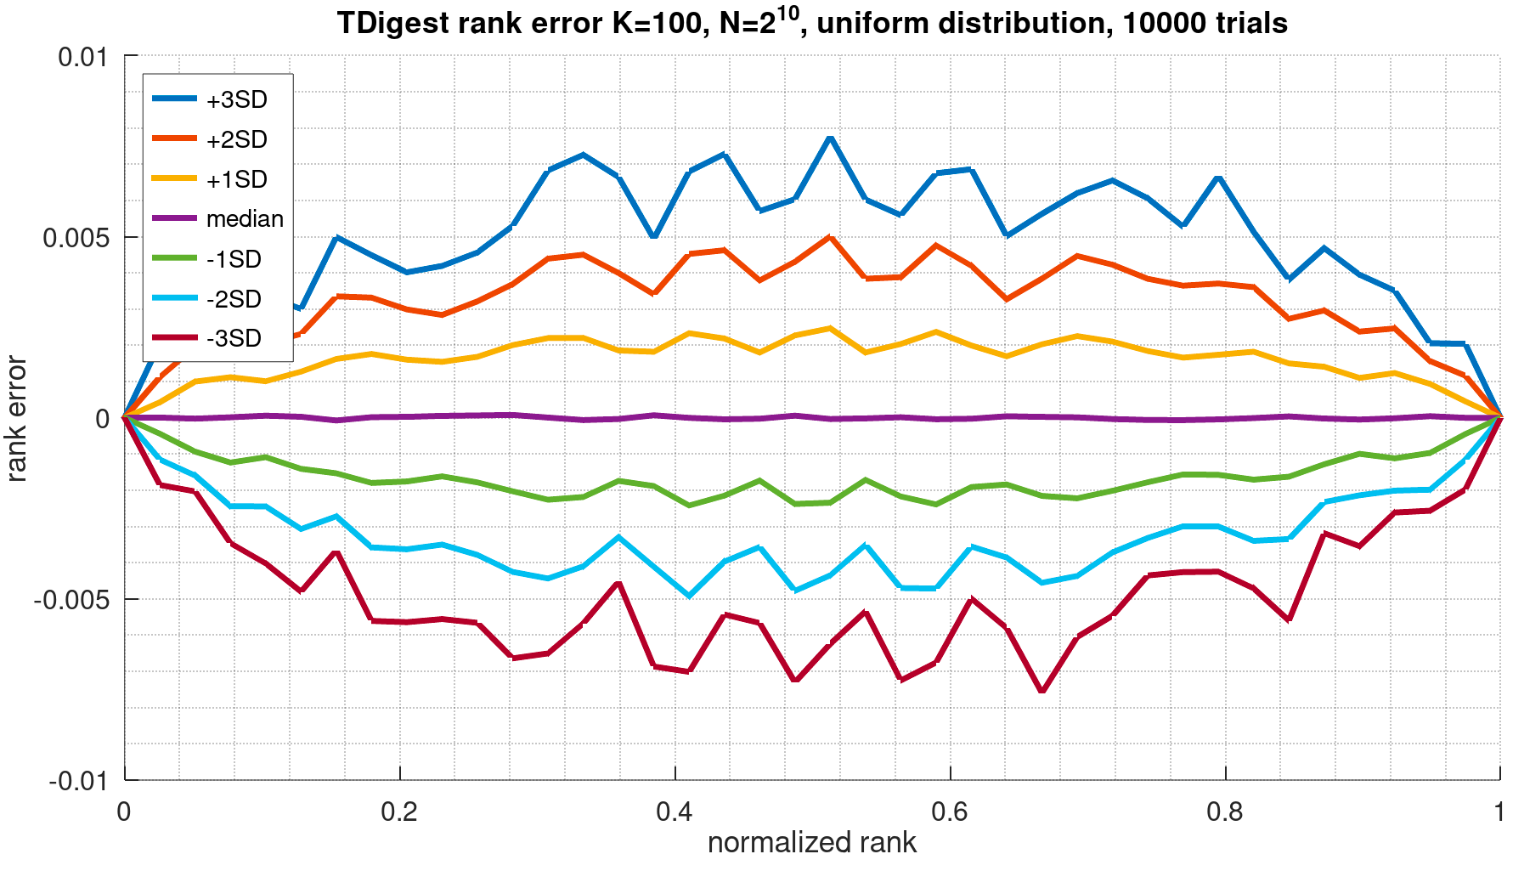 TDigest rank error K=100, N=2¹⁰, uniform distribution, 10000 trials
0.01
0.005
0
-0.005
-0.01
rank error
+3SD
+2SD
+1SD
median
-1SD
-2SD
-3SD
0 0.2 0.4 0.6 0.8 1
normalized rank